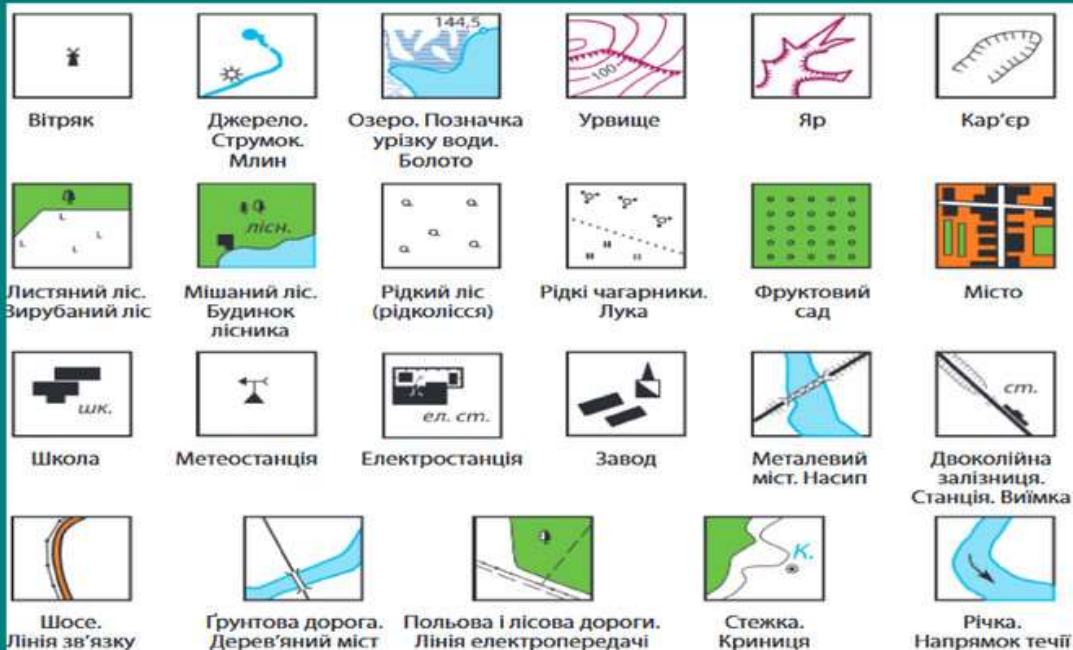 Вітряк
Джерело.
Струмок.
Млин
144,5
Озеро. Позначка
урізку води.
Болото
100
Урвище
Яр
Кар'єр
Листяний ліс.
Вирубаний ліс
лісн.
Мішаний ліс.
Будинок
лісника
Рідкий ліс
(рідколісся)
Рідкі чагарники.
Лука
Фруктовий
сад
Місто
шк.
Школа
Метеостанція
ел. ст.
Електростанція
Завод
Металевий
міст. Насип
ст.
Двоколійна
залізниця.
Станція. Виїмка
Шосе.
Лінія зв'язку
Ґрунтова дорога.
Дерев'яний міст
Польова і лісова дороги.
Лінія електропередачі
К.
Стежка.
Криниця
Річка.
Напрямок течії